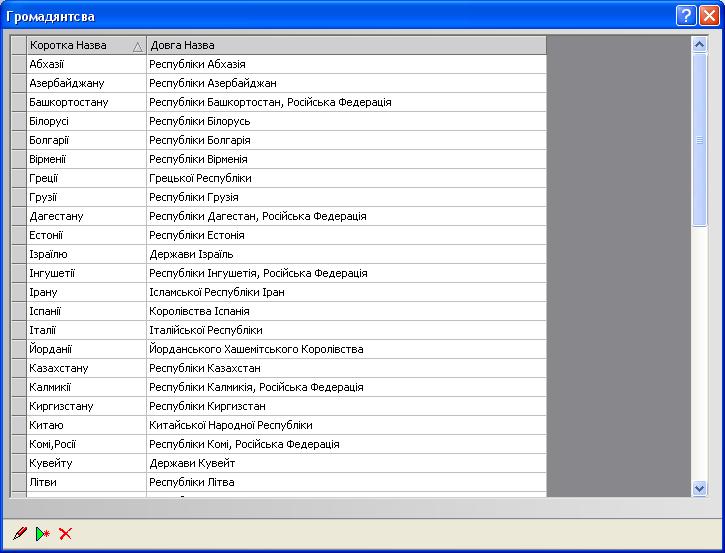 Громадянтсва
Коротка Назва Довга Назва
Абхазії Республіки Абхазія
Азербайджану Республіки Азербайджан
Башкортостану Республіки Башкортостан, Російська Федерація
Білорусі Республіки Білорусь
Болгарії Республіки Болгарія
Вірменії Республіки Вірменія
Греції Грецької Республіки
Грузії Республіки Грузія
Дагестану Республіки Дагестан, Російська Федерація
Естонії Республіки Естонія
Ізраїлю Держави Ізраїль
Інгушетії Республіки Інгушетія, Російська Федерація
Ірану Ісламської Республіки Іран
Іспанії Королівства Іспанія
Італії Італійської Республіки
Йорданії Йорданського Хашемітського Королівства
Казахстану Республіки Казахстан
Калмикії Республіки Калмикія, Російська Федерація
Киргизстану Республіки Киргизстан
Китаю Китайської Народної Республіки
Комі,Росії Республіки Комі, Російська Федерація
Кувейту Держави Кувейт
Літви Республіки Літва